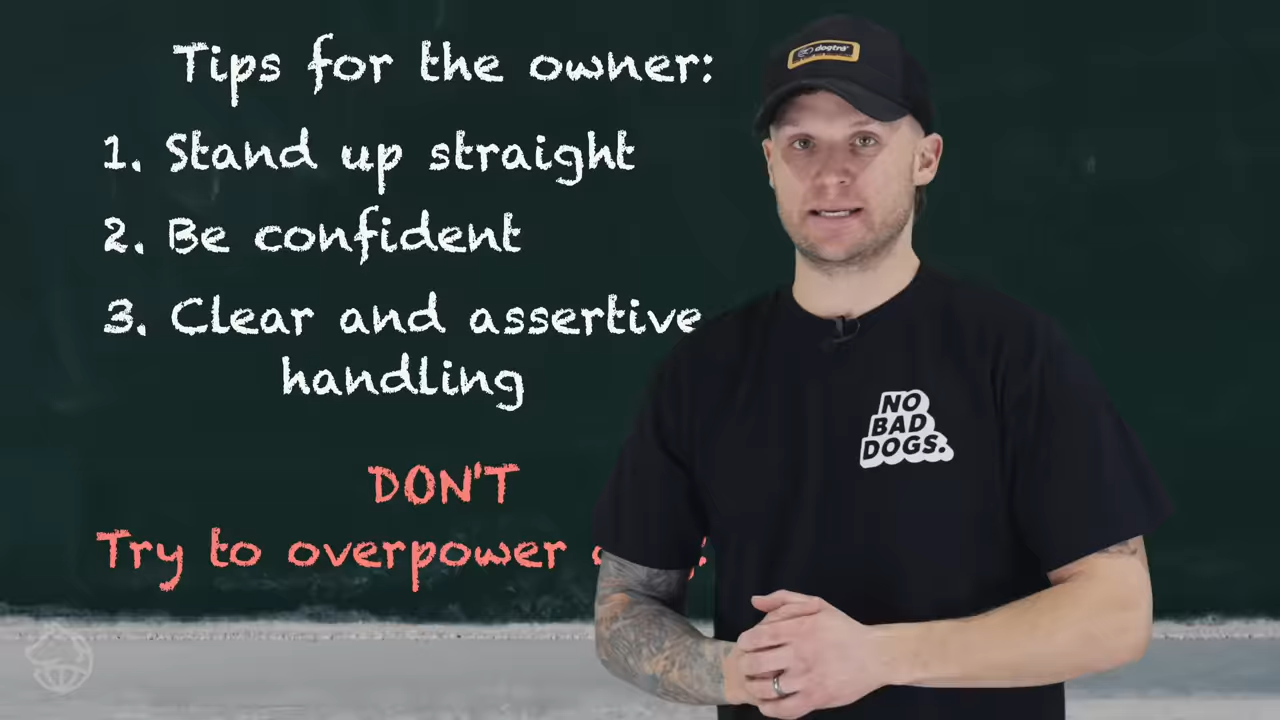 Tips for the owner:
1. Stand up straight
2. Be confident
3. Clear and assertive
handling
DON'T
Try to overpower
dogtra
NO
BAD
DOGS.